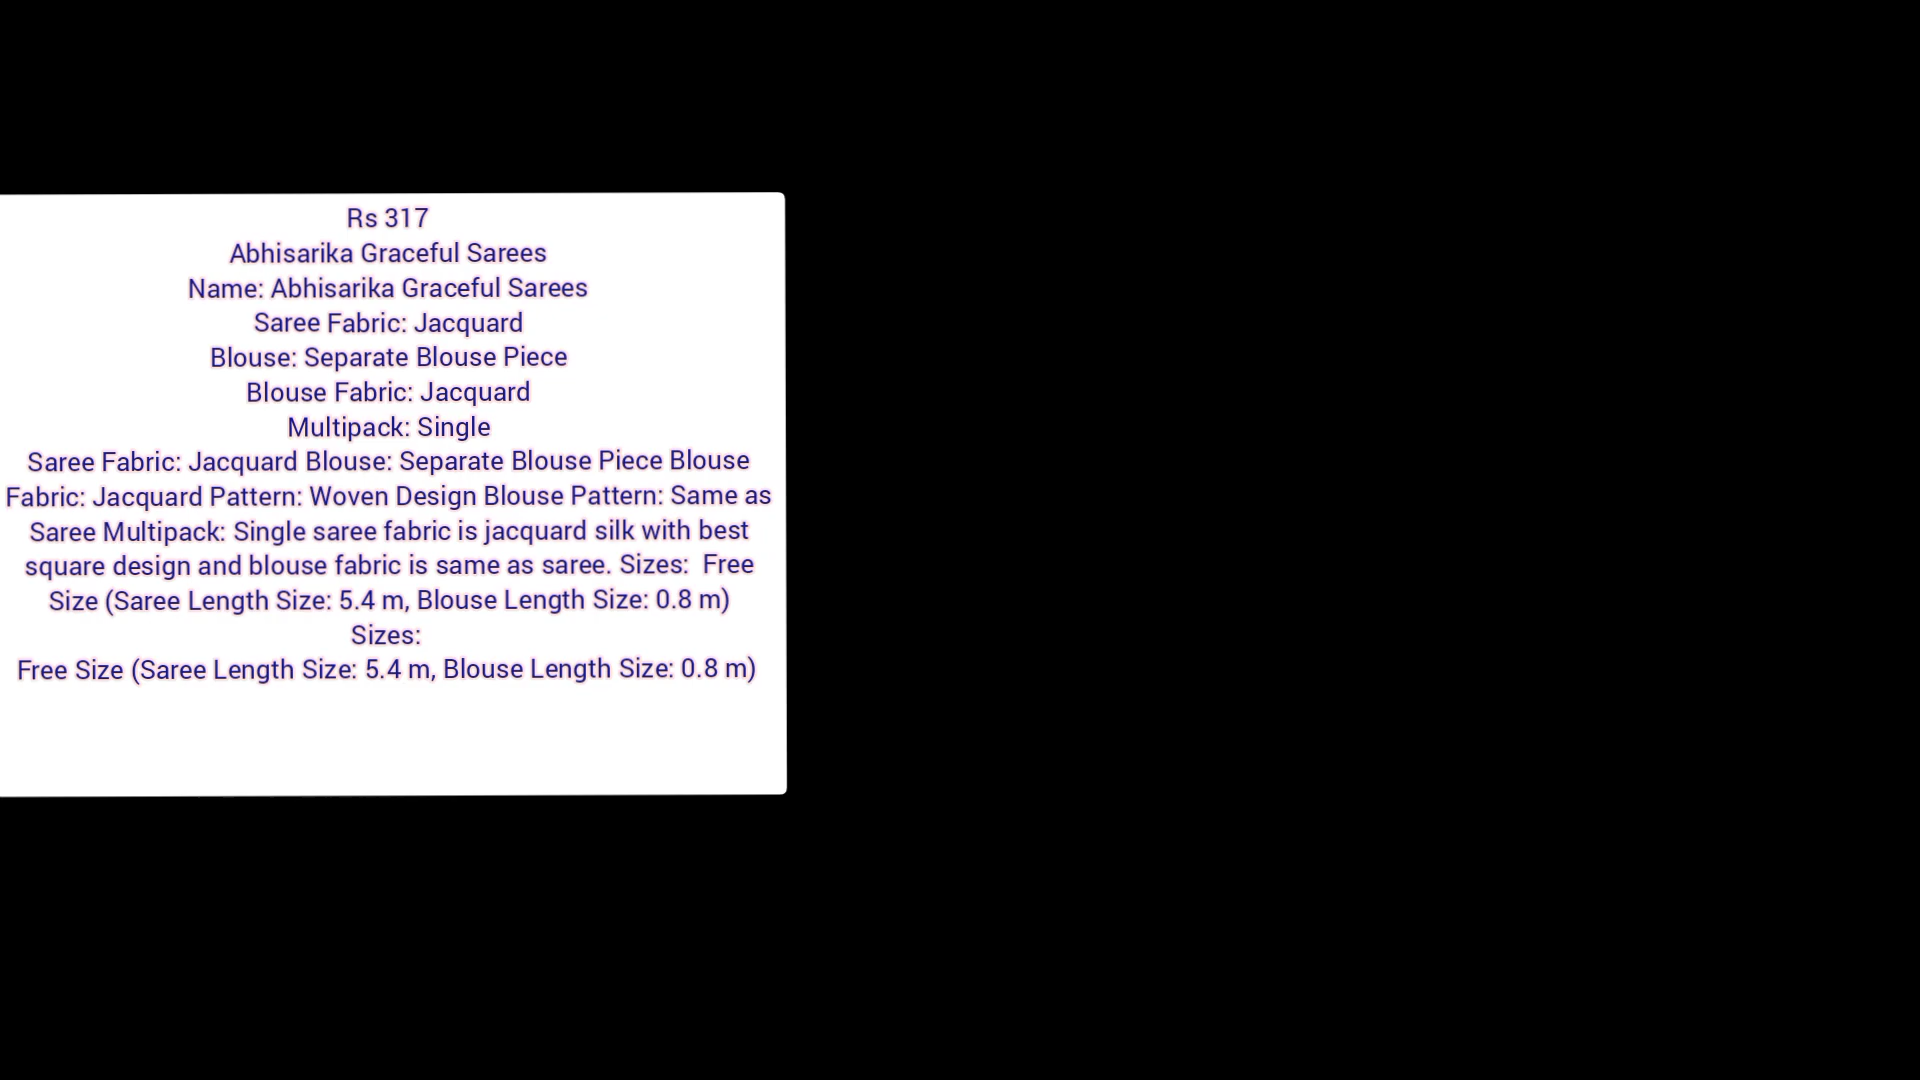 Rs 317
Abhisarika Graceful Sarees
Name: Abhisarika Graceful Sarees
Saree Fabric: Jacquard
Blouse: Separate Blouse Piece
Blouse Fabric: Jacquard
Multipack: Single
Saree Fabric: Jacquard Blouse: Separate Blouse Piece Blouse
Fabric: Jacquard Pattern: Woven Design Blouse Pattern: Same as
Saree Multipack: Single saree fabric is jacquard silk with best
square design and blouse fabric is same as saree. Sizes:  Free
Size (Saree Length Size: 5.4 m, Blouse Length Size: 0.8 m)
Sizes:
Free Size (Saree Length Size: 5.4 m, Blouse Length Size: 0.8 m)